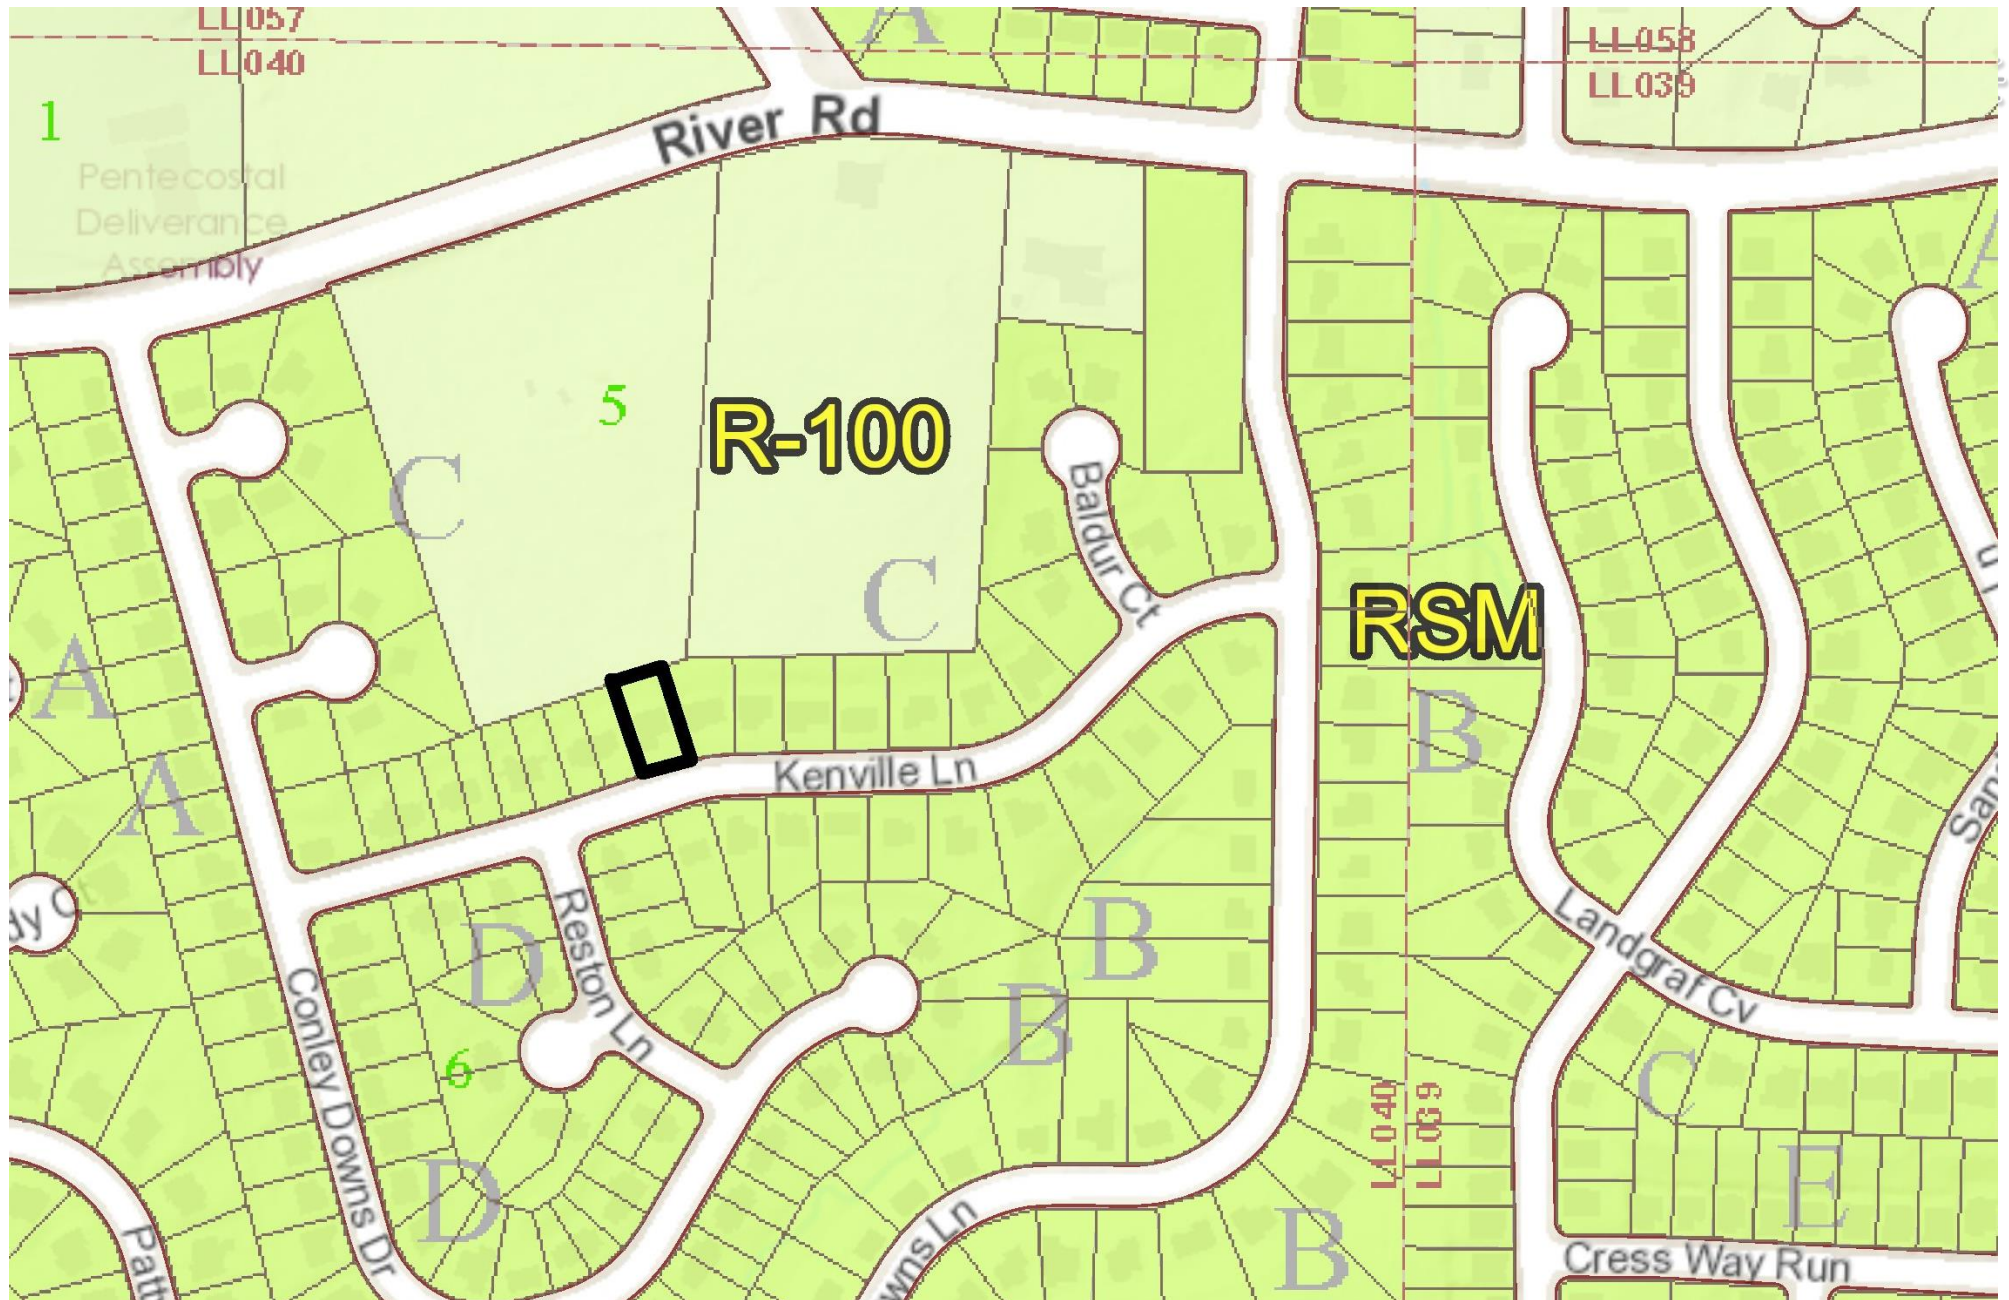 LL057
LL040
A
LL058
LL039
1
River Rd
Pentecostal
Deliverance
Assembly
A
5
R-100
C
Baldur Ct
C
RSM
A
B
A
Kenville Ln
B
D
Reston Ln
B
Landgraf Cv
Conley Downs Dr
6
C
LL040
LL039
D
E
B
Cress Way Run